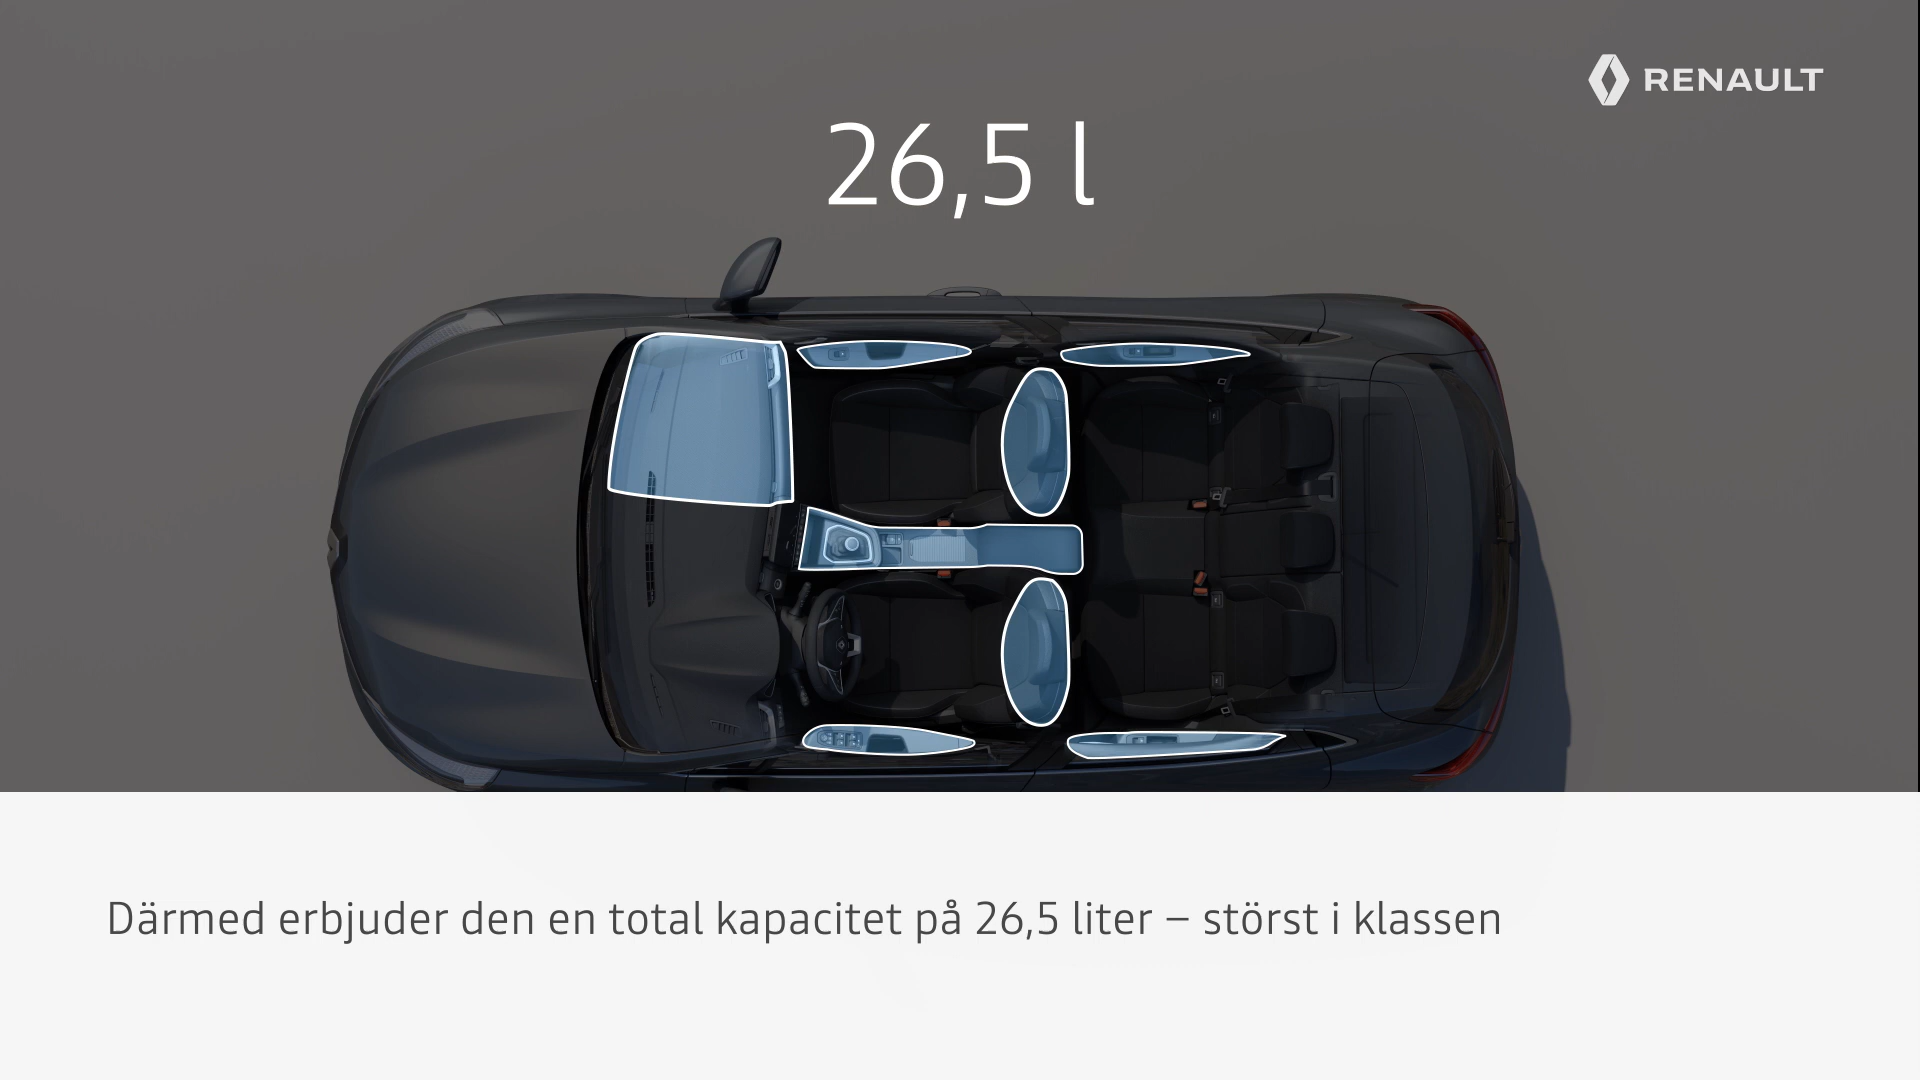 RENAULT
26,5 l
Därmed erbjuder den en total kapacitet på 26,5 liter – störst i klassen